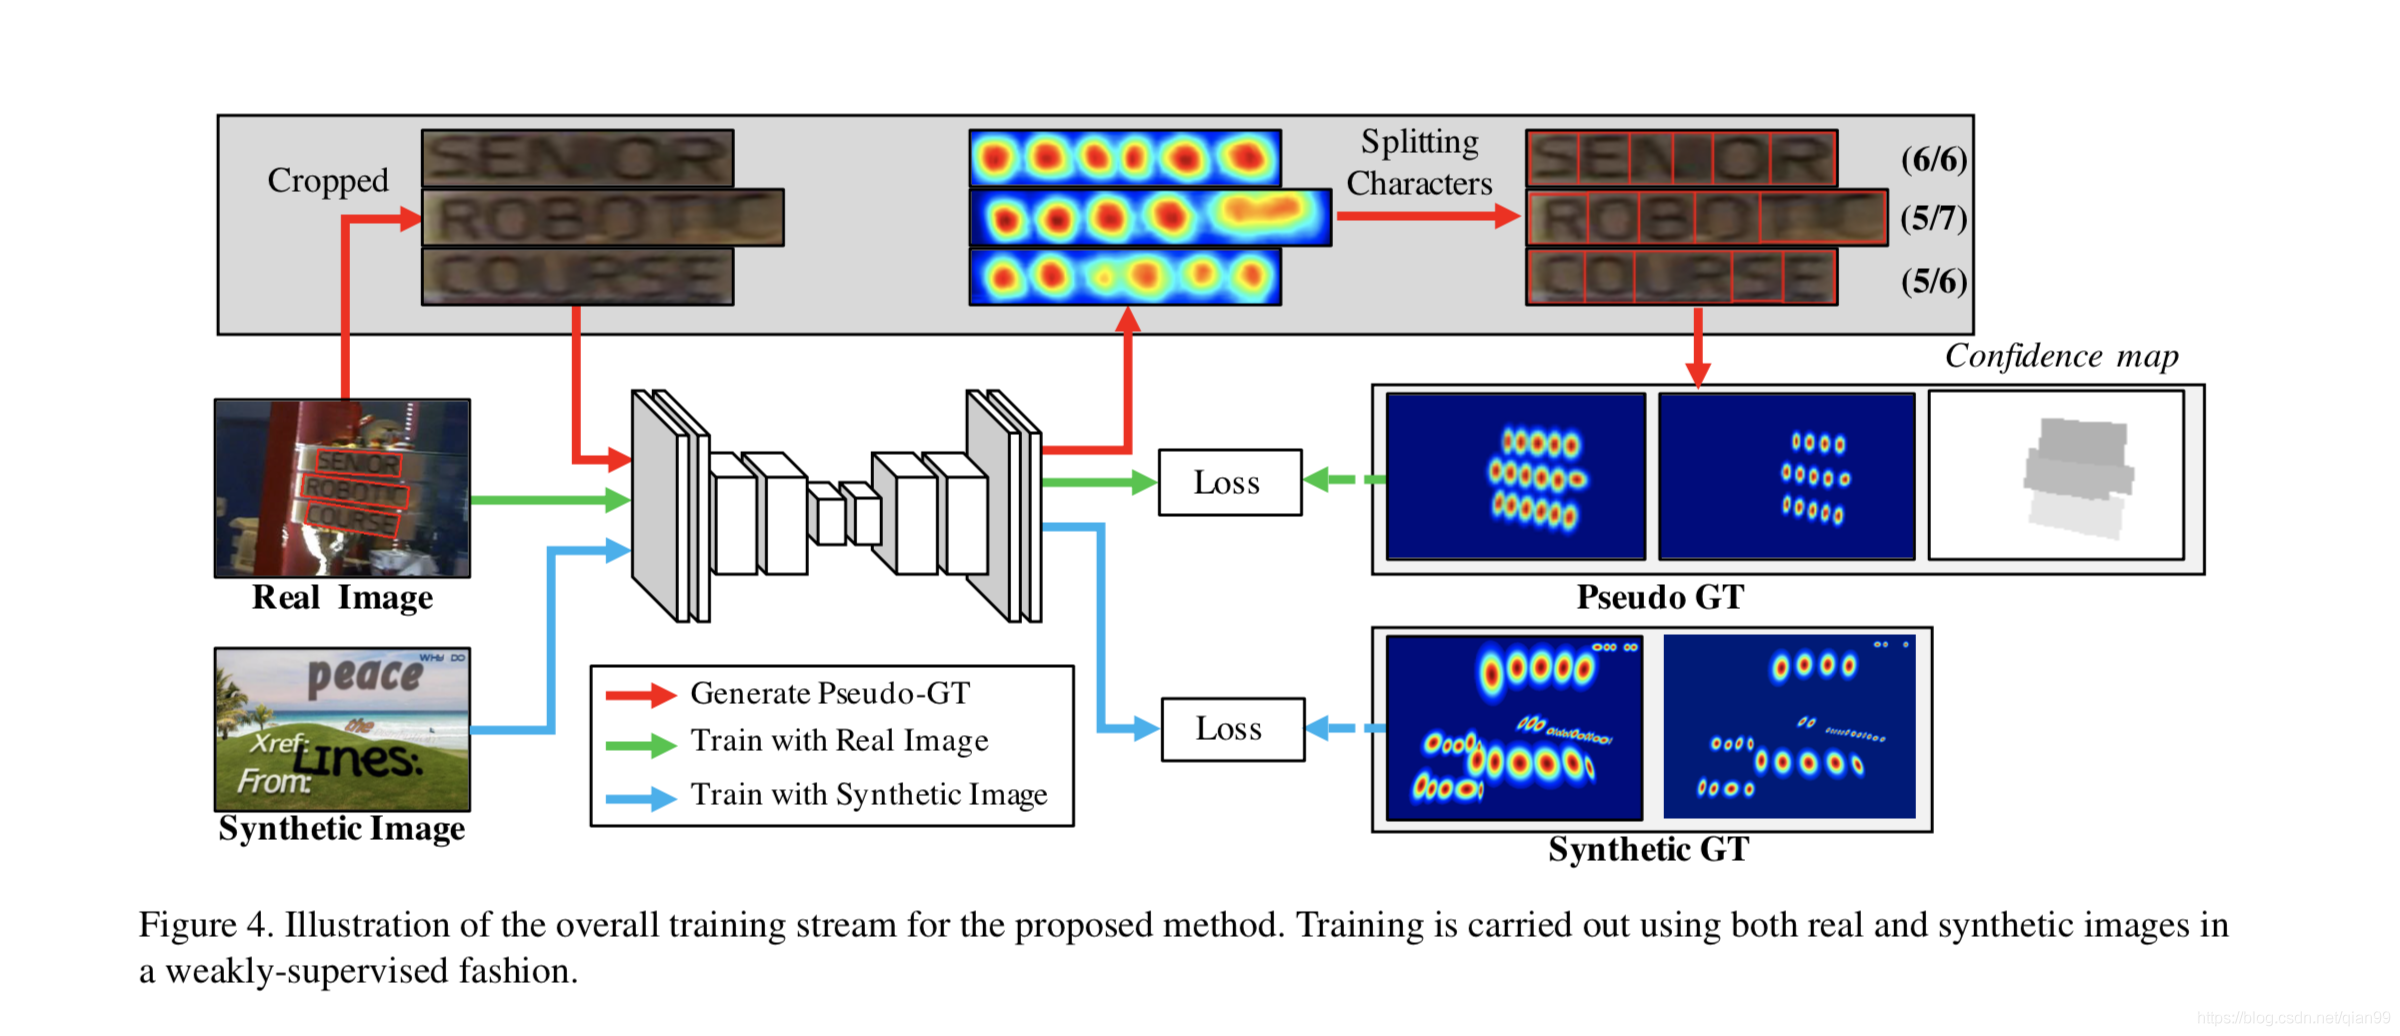 Cropped
SENIOR
ROBOTIC
COURSE
Splitting
Characters
SENIOR
ROBOTIC
COURSE
(6/6)
(5/7)
(5/6)
Confidence map
SENIOR
ROBOTIC
COURSE
Real Image
Loss
Pseudo GT
peace
WHY DO
the
Xref:
Lines:
From:
Synthetic Image
Generate Pseudo-GT
Train with Real Image
Train with Synthetic Image
Loss
Synthetic GT
Figure 4. Illustration of the overall training stream for the proposed method. Training is carried out using both real and synthetic images in
a weakly-supervised fashion.
https://blog.csdn.net/qian99